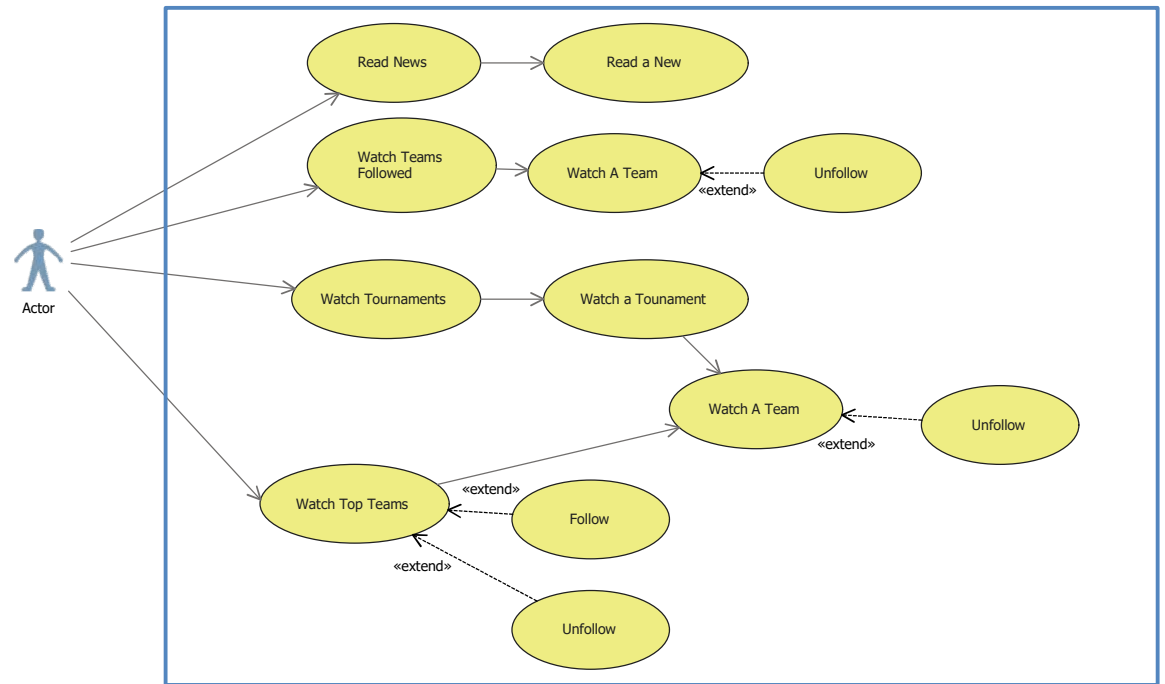 Read News
Read a New
Watch Teams
Followed
Watch A Team
Unfollow
«extend»
Actor
Watch Tournaments
Watch a Tounament
Watch A Team
Unfollow
«extend»
Watch Top Teams
«extend»
Follow
«extend»
Unfollow